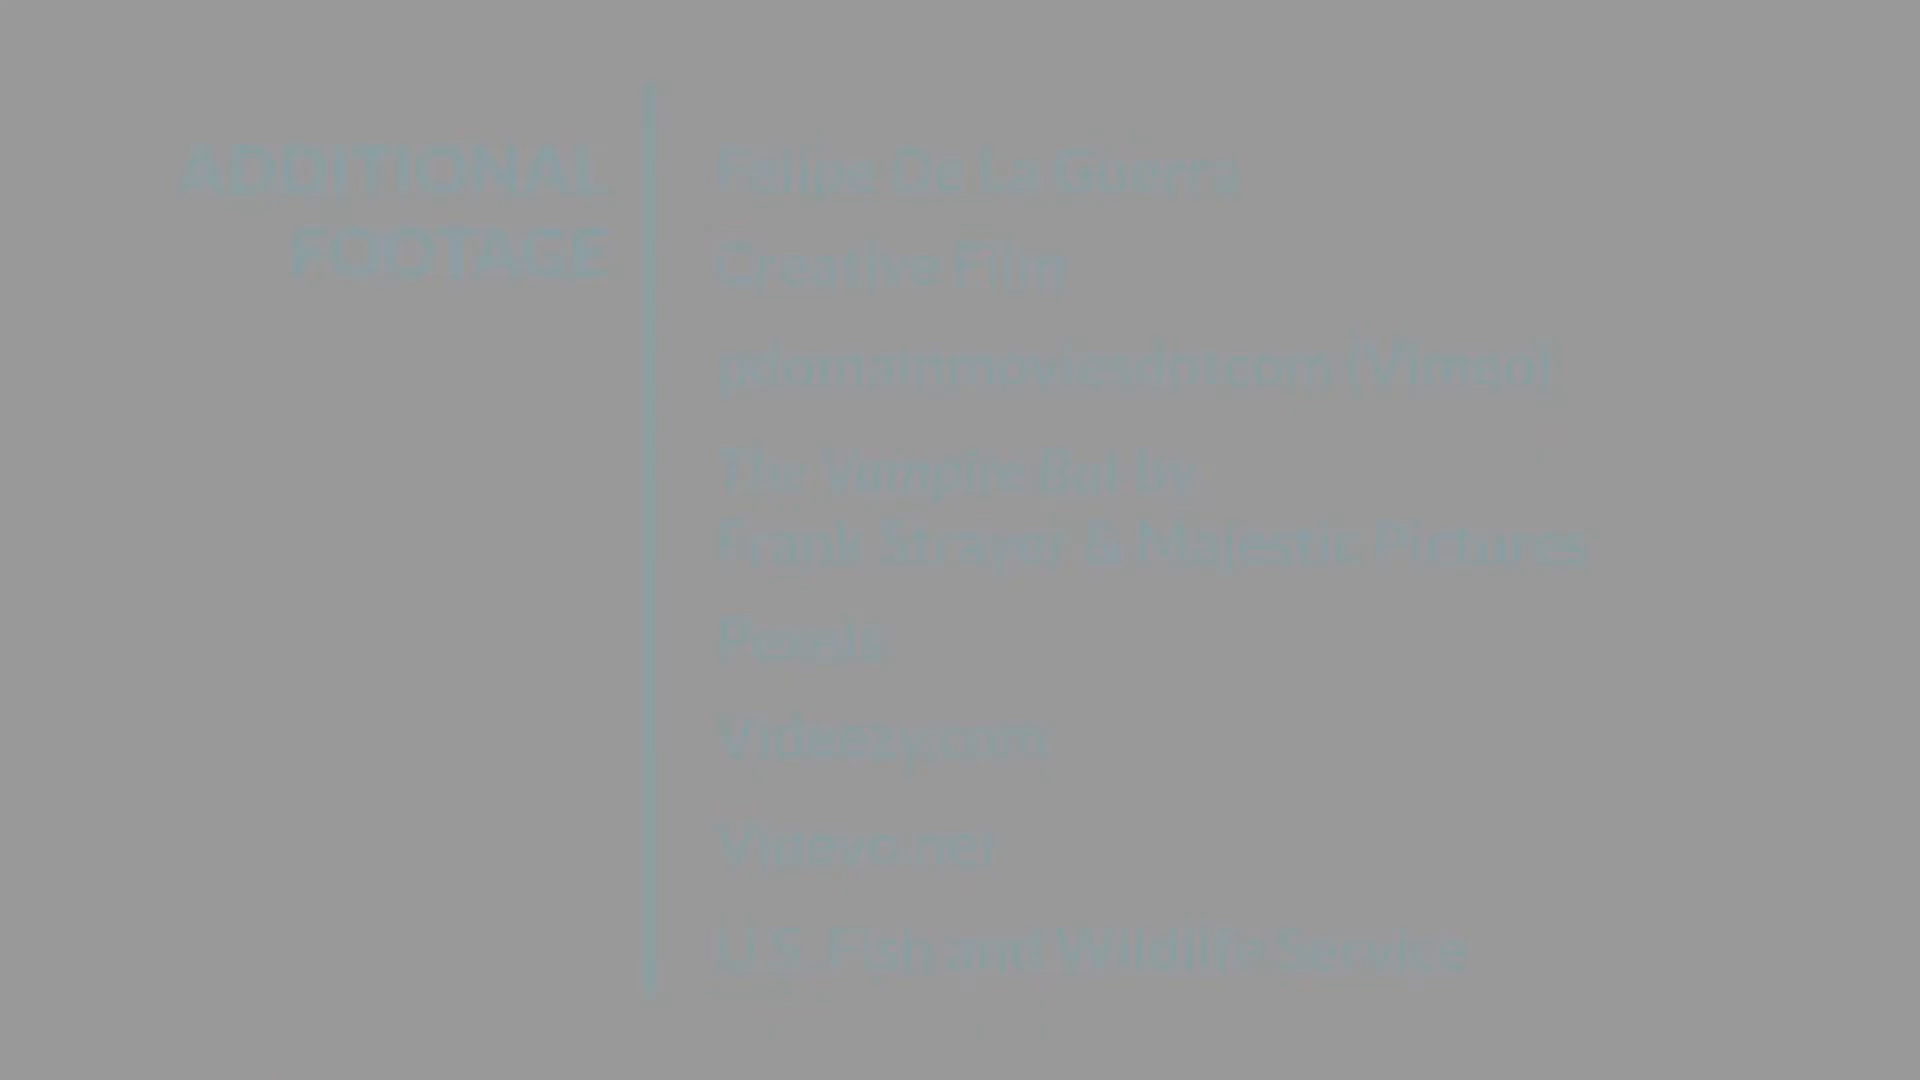 ADDITIONAL
FOOTAGE
Felipe De La Guerra
Creative Film
(Vimeo)
The Vampire Bat by
Frank Strayer & Majestic Pictures
Pexels
Videezy.com
Videvo.net
U.S. Fish and Wildlife Service